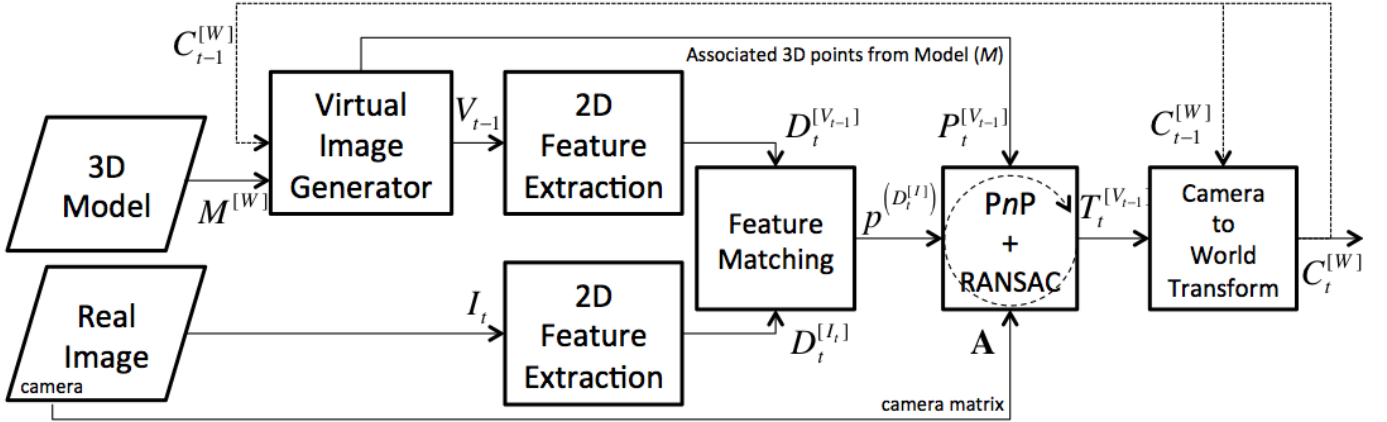 C_{t-1}^{[W]}
Associated 3D points from Model (M)
3D
Model
M^{[W]}
Virtual
Image
Generator
V_{t-1}
2D
Feature
Extraction
D_t^{[V_{t-1}]}
P_t^{[V_{t-1}]}
C_{t-1}^{[W]}
Feature
Matching
p^{(D_t^{[I]})}
PnP
+
RANSAC
T_t^{[V_{t-1}]}
Camera
to
World
Transform
C_t^{[W]}
Real
Image
camera
I_t
2D
Feature
Extraction
D_t^{[I_t]}
A
camera matrix